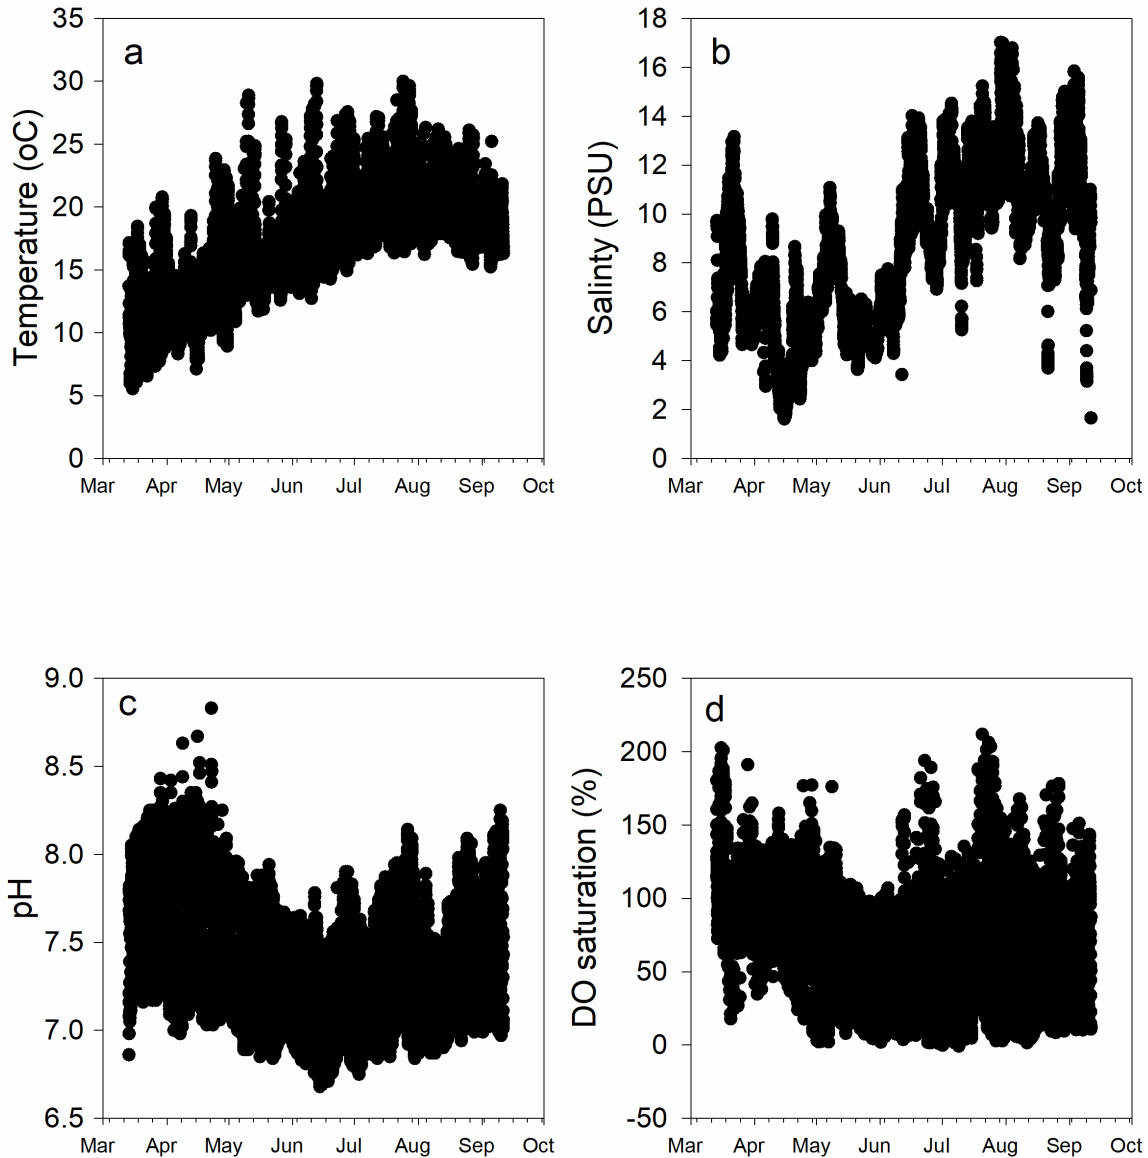 a
Temperature (oC)
35
30
25
20
15
10
5
0
Mar Apr May Jun Jul Aug Sep Oct
b
Salinty (PSU)
18
16
14
12
10
8
6
4
2
0
Mar Apr May Jun Jul Aug Sep Oct
c
pH
9.0
8.5
8.0
7.5
7.0
6.5
Mar Apr May Jun Jul Aug Sep Oct
d
DO saturation (%)
250
200
150
100
50
0
-50
Mar Apr May Jun Jul Aug Sep Oct